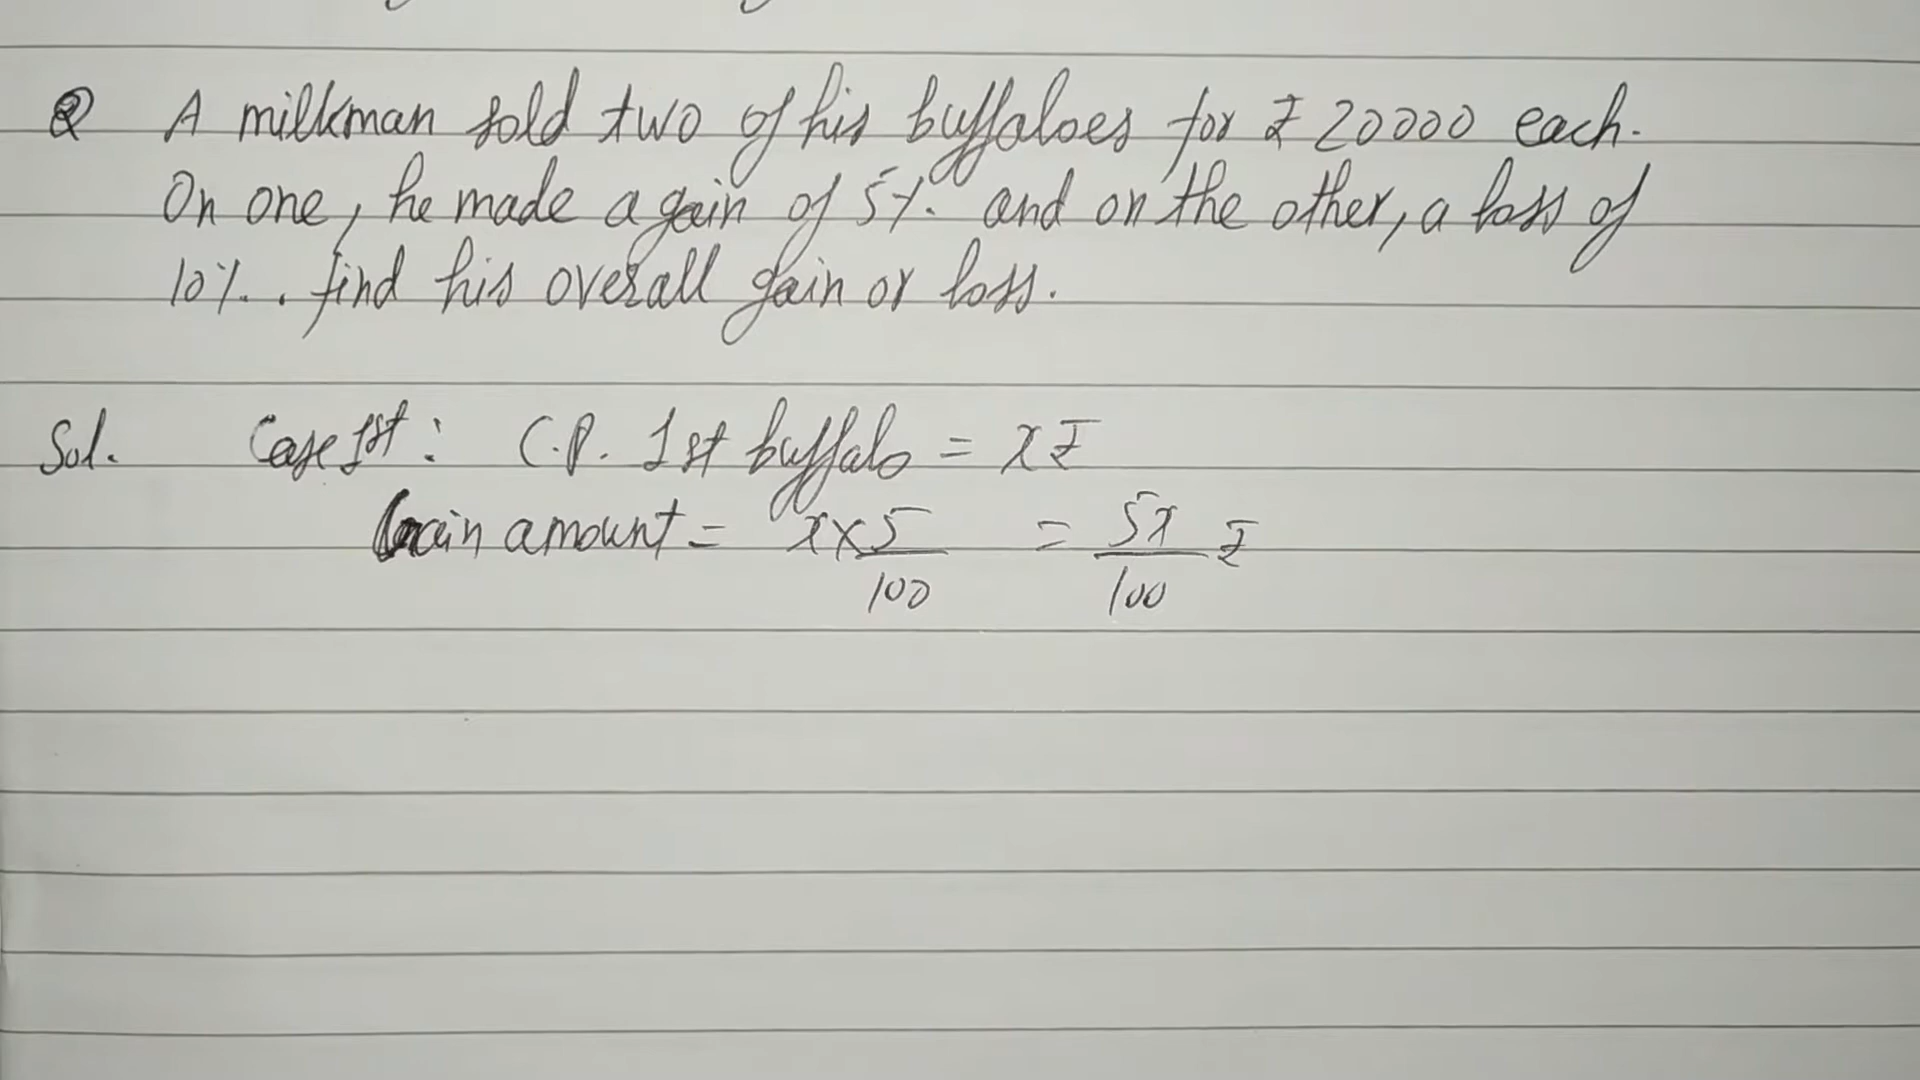 Q A milkman sold two of his buffaloes for ₹ 20000 each.
On one, he made a gain of 5%. and on the other, a loss of
10%. . find his overall gain or loss.
Sol. Case 1st : C.P. 1st buffalo = x ₹
Gain amount = x × 5/100 = 5x/100 ₹